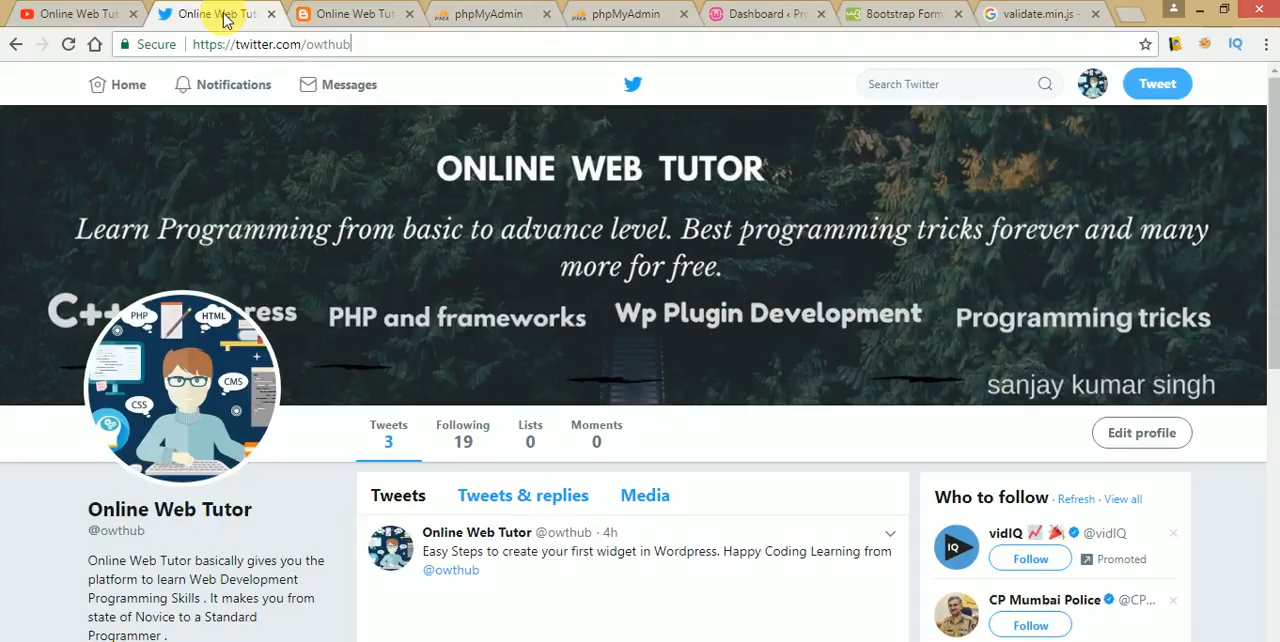 Online Web Tut
Online Web Tut
Online Web Tut
phpMyAdmin
phpMyAdmin
Dashboard ‹ Pr
Bootstrap Form
validate.min.js -
Secure
https://twitter.com/owthub
IQ
Home
Notifications
Messages
Search Twitter
Tweet
ONLINE WEB TUTOR
Learn Programming from basic to advance level. Best programming tricks forever and many
more for free.
C++
ress
PHP and frameworks
Wp Plugin Development
Programming tricks
sanjay kumar singh
PHP
HTML
CMS
CSS
Tweets
3
Following
19
Lists
0
Moments
0
Edit profile
Online Web Tutor
@owthub
Online Web Tutor basically gives you the
platform to learn Web Development
Programming Skills . It makes you from
state of Novice to a Standard
Programmer .
Tweets
Tweets & replies
Media
Online Web Tutor @owthub · 4h
Easy Steps to create your first widget in Wordpress. Happy Coding Learning from
@owthub
Who to follow · Refresh · View all
IQ
vidIQ @vidIQ
Follow
Promoted
CP Mumbai Police @CP...
Follow